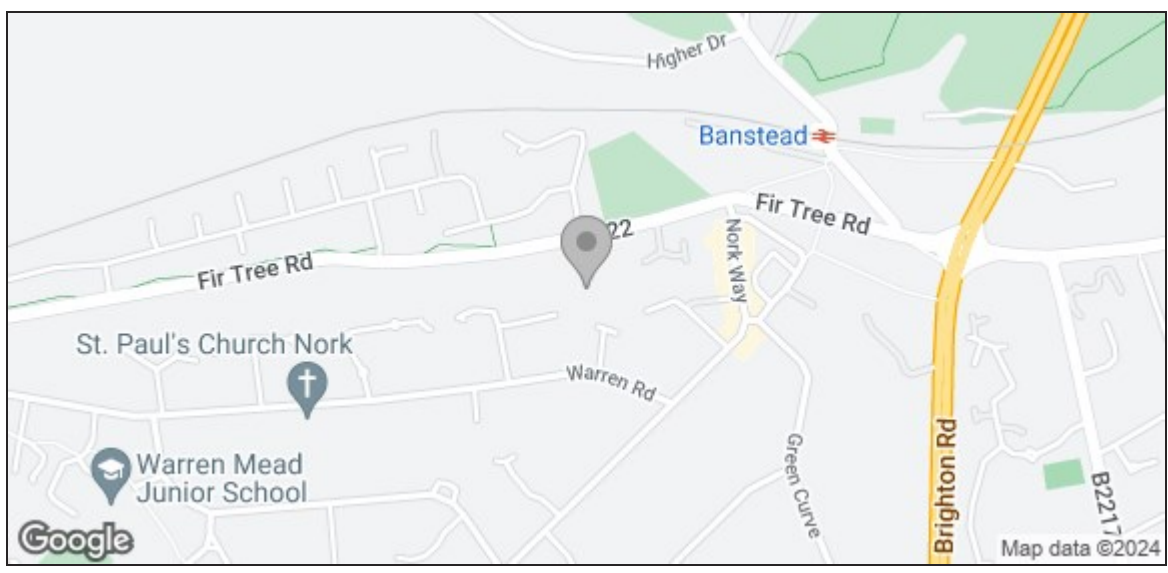 Higher Dr
Banstead
Fir Tree Rd
22
Nork Way
Fir Tree Rd
St. Paul's Church Nork
Warren Rd
Warren Mead
Junior School
Green Curve
Brighton Rd
B2217
Google
Map data ©2024